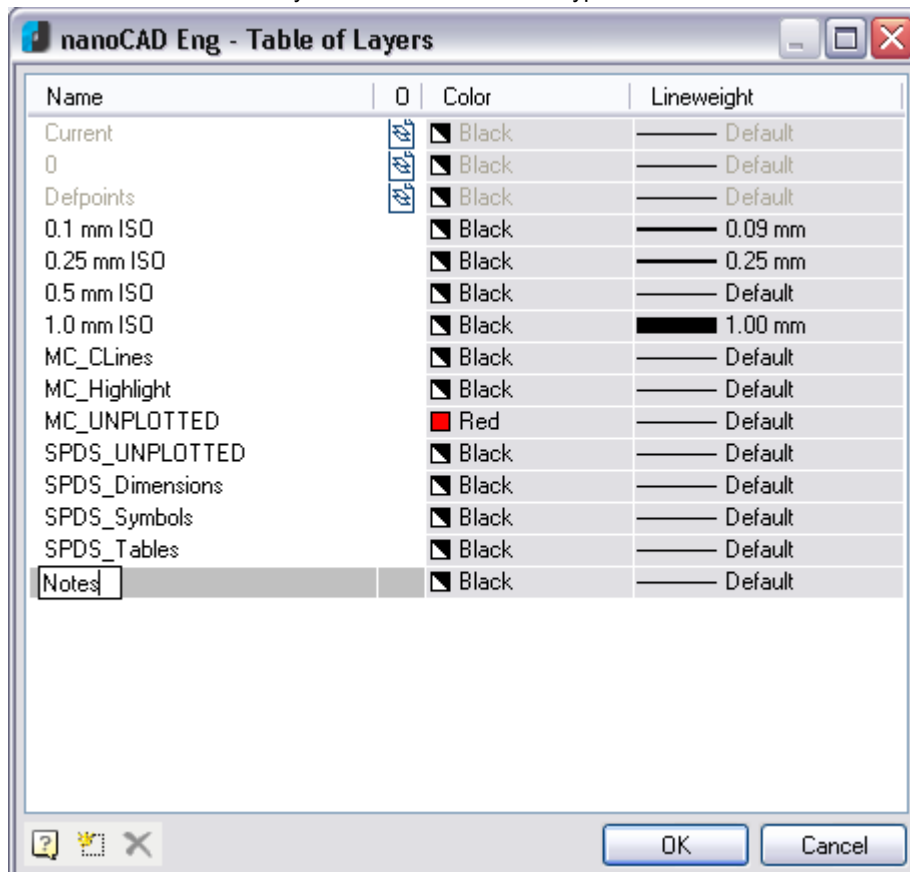 nanoCAD Eng - Table of Layers
Name O Color Lineweight
Current Black Default
0 Black Default
Defpoints Black Default
0.1 mm ISO Black 0.09 mm
0.25 mm ISO Black 0.25 mm
0.5 mm ISO Black Default
1.0 mm ISO Black 1.00 mm
MC_CLines Black Default
MC_Highlight Black Default
MC_UNPLOTTED Red Default
SPDS_UNPLOTTED Black Default
SPDS_Dimensions Black Default
SPDS_Symbols Black Default
SPDS_Tables Black Default
Notes Black Default
OK Cancel